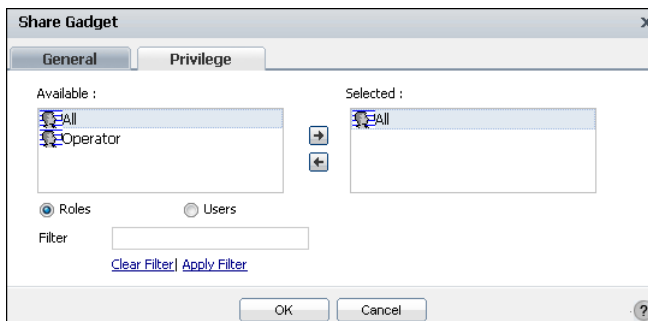 Share Gadget x
General Privilege
Available : Selected :
All All
Operator
Roles Users
Filter
Clear Filter| Apply Filter
OK Cancel ?